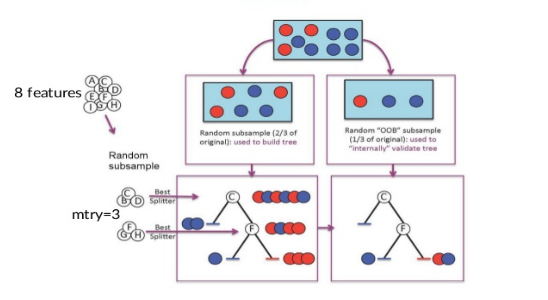 8 features
A C
B D
E F
I G H
Random
subsample
Random subsample (2/3 of
original): used to build tree
Random "OOB" subsample
(1/3 of original): used to
"internally" validate tree
mtry=3
C
B D
Best
Splitter
F
G H
Best
Splitter
C
F
C
F